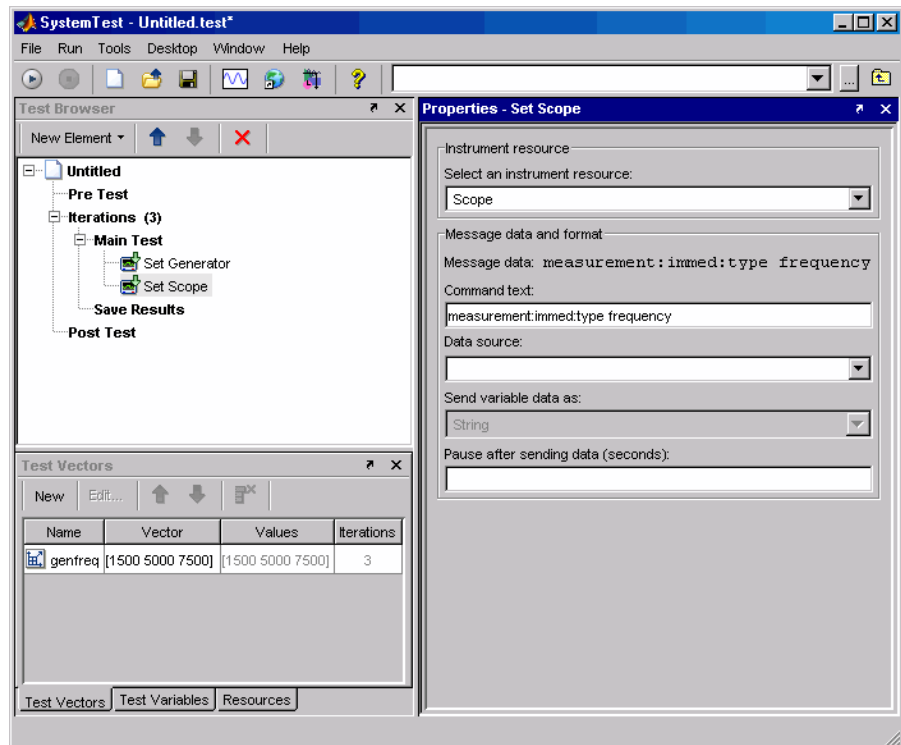 SystemTest - Untitled.test*
File Run Tools Desktop Window Help
...
Test Browser
New Element
Untitled
Pre Test
Iterations (3)
Main Test
Set Generator
Set Scope
Save Results
Post Test
Test Vectors
New Edit...
Name Vector Values Iterations
genfreq [1500 5000 7500] [1500 5000 7500] 3
Test Vectors Test Variables Resources
Properties - Set Scope
Instrument resource
Select an instrument resource:
Scope
Message data and format
Message data: measurement:immed:type frequency
Command text:
measurement:immed:type frequency
Data source:
Send variable data as:
String
Pause after sending data (seconds):